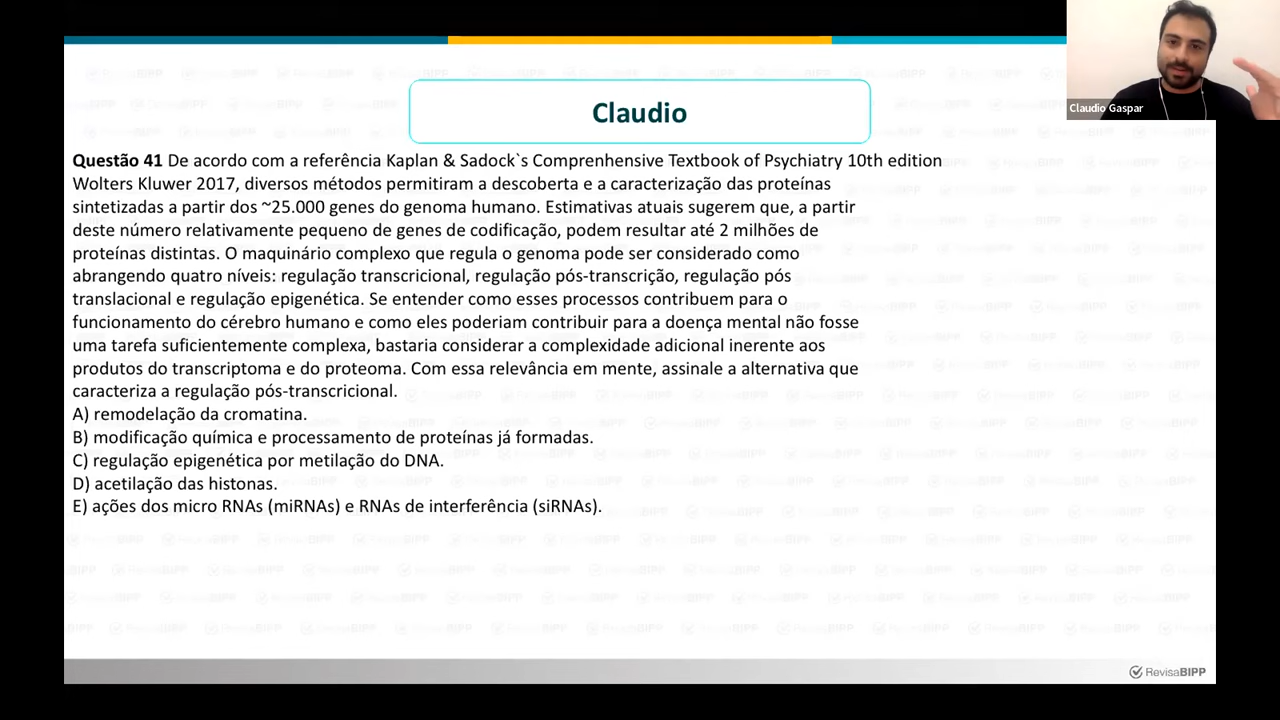 Claudio
Claudio Gaspar
Questão 41 De acordo com a referência Kaplan & Sadock`s Comprenhensive Textbook of Psychiatry 10th edition
Wolters Kluwer 2017, diversos métodos permitiram a descoberta e a caracterização das proteínas
sintetizadas a partir dos ~25.000 genes do genoma humano. Estimativas atuais sugerem que, a partir
deste número relativamente pequeno de genes de codificação, podem resultar até 2 milhões de
proteínas distintas. O maquinário complexo que regula o genoma pode ser considerado como
abrangendo quatro níveis: regulação transcricional, regulação pós-transcrição, regulação pós
translacional e regulação epigenética. Se entender como esses processos contribuem para o
funcionamento do cérebro humano e como eles poderiam contribuir para a doença mental não fosse
uma tarefa suficientemente complexa, bastaria considerar a complexidade adicional inerente aos
produtos do transcriptoma e do proteoma. Com essa relevância em mente, assinale a alternativa que
caracteriza a regulação pós-transcricional.
A) remodelação da cromatina.
B) modificação química e processamento de proteínas já formadas.
C) regulação epigenética por metilação do DNA.
D) acetilação das histonas.
E) ações dos micro RNAs (miRNAs) e RNAs de interferência (siRNAs).
RevisaBIPP